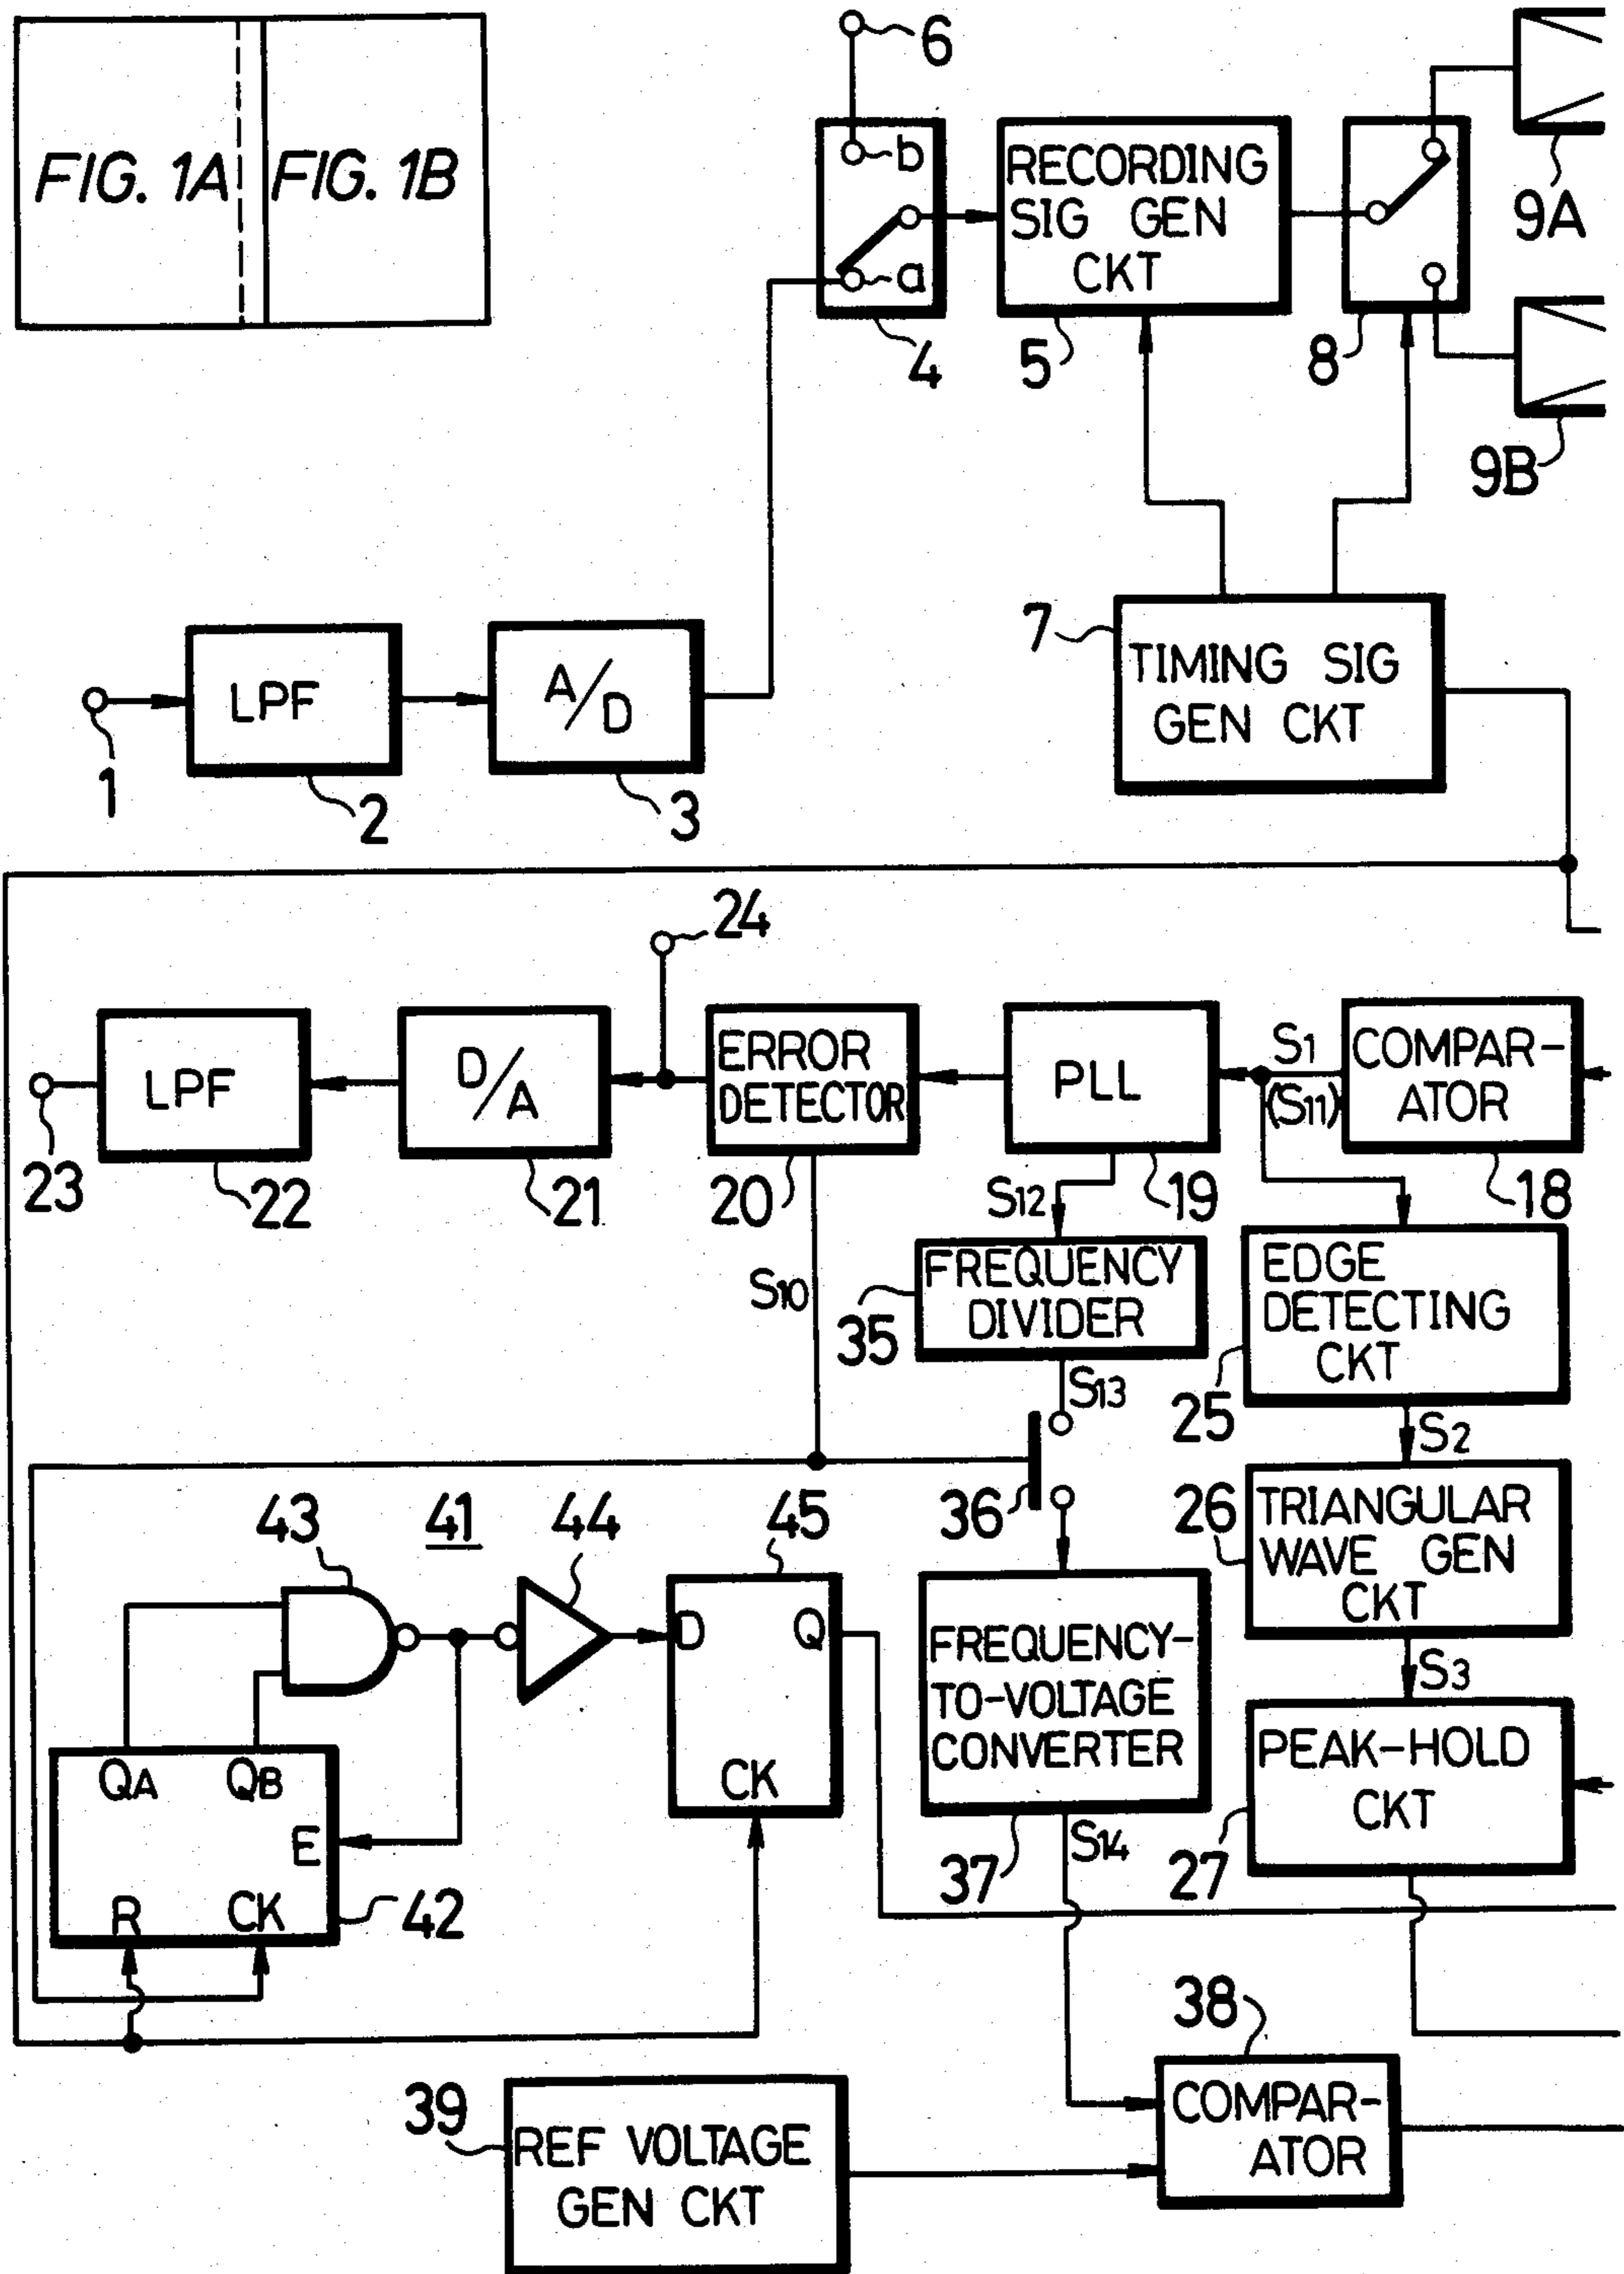 FIG. 1A
FIG. 1B
6
b
a
4
RECORDING
SIG GEN
CKT
5
8
9A
9B
7
TIMING SIG
GEN CKT
1
LPF
2
A/D
3
24
23
LPF
22
D/A
21
ERROR
DETECTOR
20
PLL
19
S1
(S11)
COMPAR-
ATOR
18
S12
S10
FREQUENCY
DIVIDER
35
S13
EDGE
DETECTING
CKT
25
S2
36
43
41
44
45
26
TRIANGULAR
WAVE GEN
CKT
S3
D
Q
CK
FREQUENCY-
TO-VOLTAGE
CONVERTER
37
S14
PEAK-HOLD
CKT
27
QA
QB
E
R
CK
42
38
COMPAR-
ATOR
39
REF VOLTAGE
GEN CKT